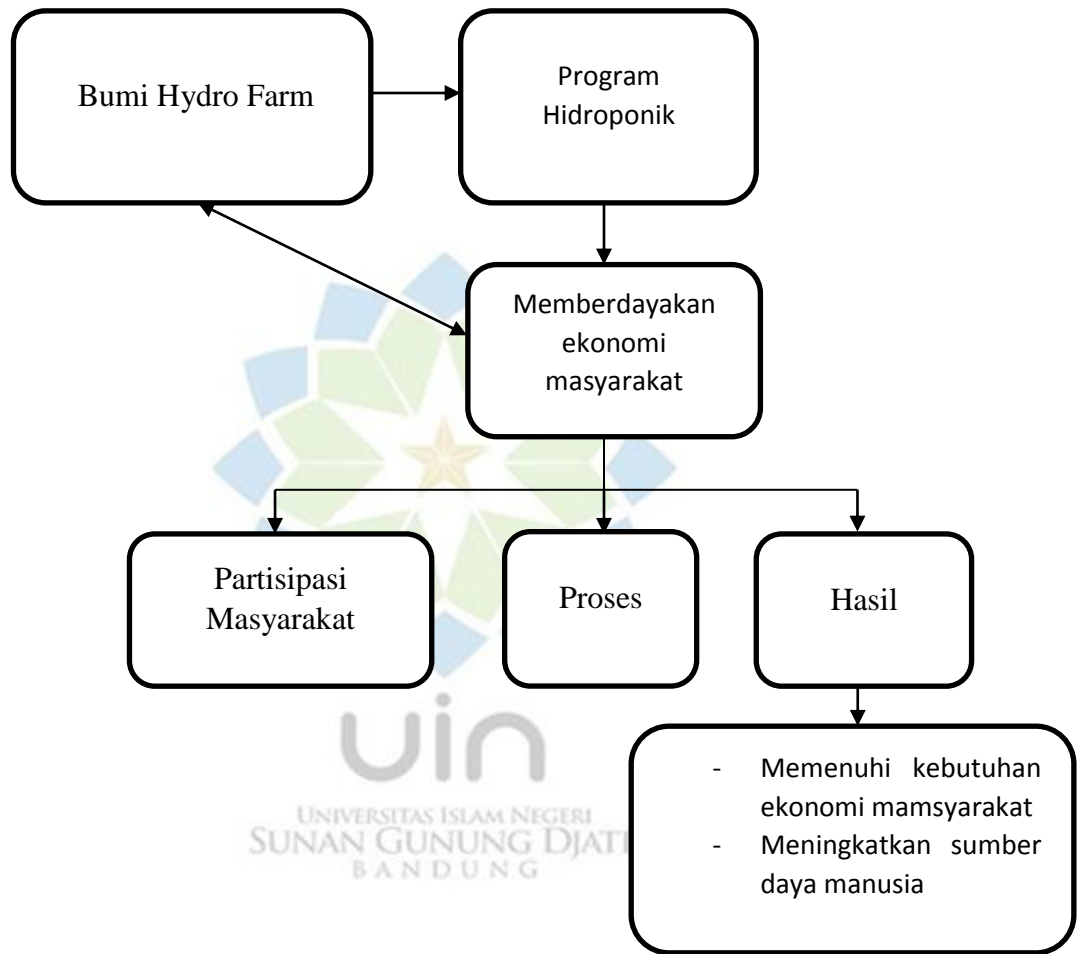 Bumi Hydro Farm
Program
Hidroponik
Memberdayakan
ekonomi
masyarakat
Partisipasi
Masyarakat
Proses
Hasil
- Memenuhi kebutuhan
ekonomi mamsyarakat
- Meningkatkan sumber
daya manusia
uin
UNIVERSITAS ISLAM NEGERI
SUNAN GUNUNG DJATI
BANDUNG